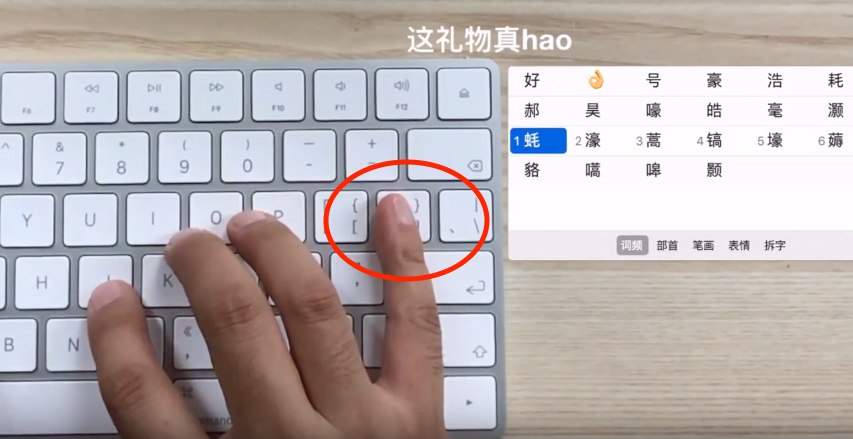 这礼物真hao
好 👌 号 豪 浩 耗
郝 昊 嚎 皓 毫 灏
1 蚝 2 濠 3 蒿 4 镐 5 壕 6 薅
貉 嚆 嗥 颢
词频 部首 笔画 表情 拆字
F6 F7 F8 F9 F10 F11 F12
^ & * ( ) — +
7 8 9 0 -
Y U I O P { [ } | 、 \
H J K
B N 《 ,